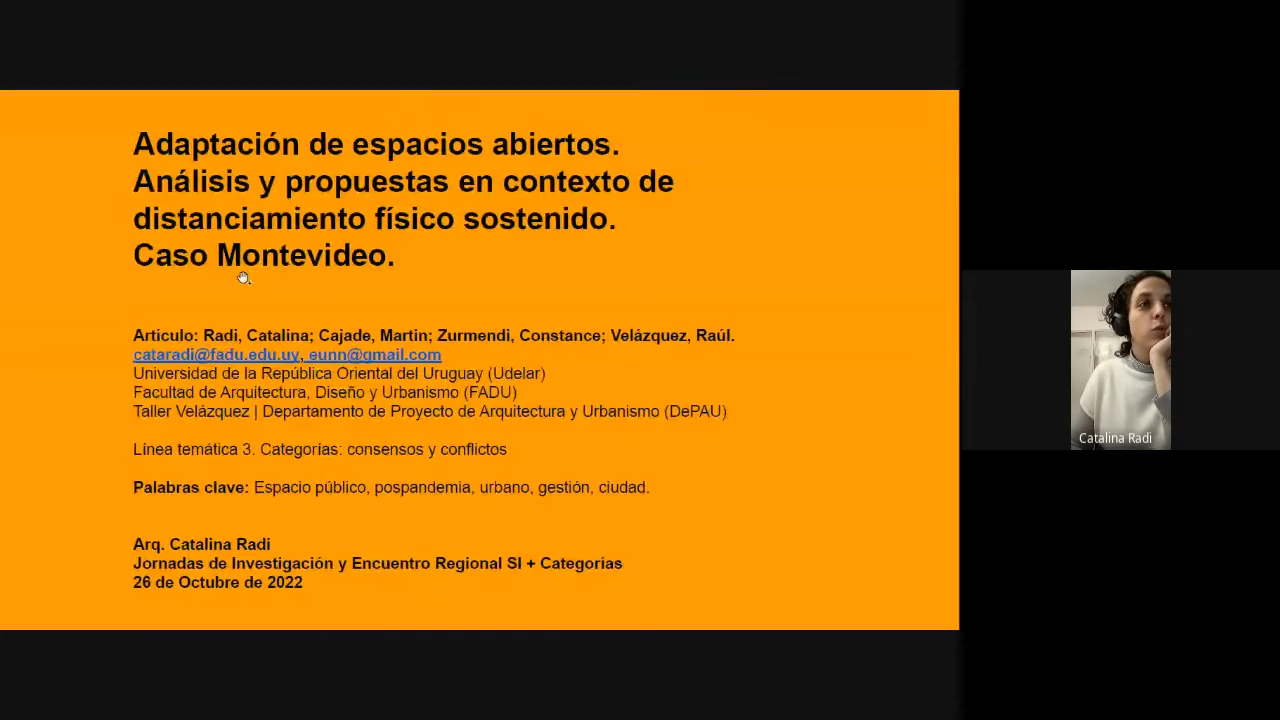 Adaptación de espacios abiertos.
Análisis y propuestas en contexto de
distanciamiento físico sostenido.
Caso Montevideo.
Artículo: Radi, Catalina; Cajade, Martin; Zurmendi, Constance; Velázquez, Raúl.
cataradi@fadu.edu.uy, eunn@gmail.com
Universidad de la República Oriental del Uruguay (Udelar)
Facultad de Arquitectura, Diseño y Urbanismo (FADU)
Taller Velázquez | Departamento de Proyecto de Arquitectura y Urbanismo (DePAU)
Línea temática 3. Categorías: consensos y conflictos
Palabras clave: Espacio público, pospandemia, urbano, gestión, ciudad.
Arq. Catalina Radi
Jornadas de Investigación y Encuentro Regional SI + Categorias
26 de Octubre de 2022
Catalina Radi